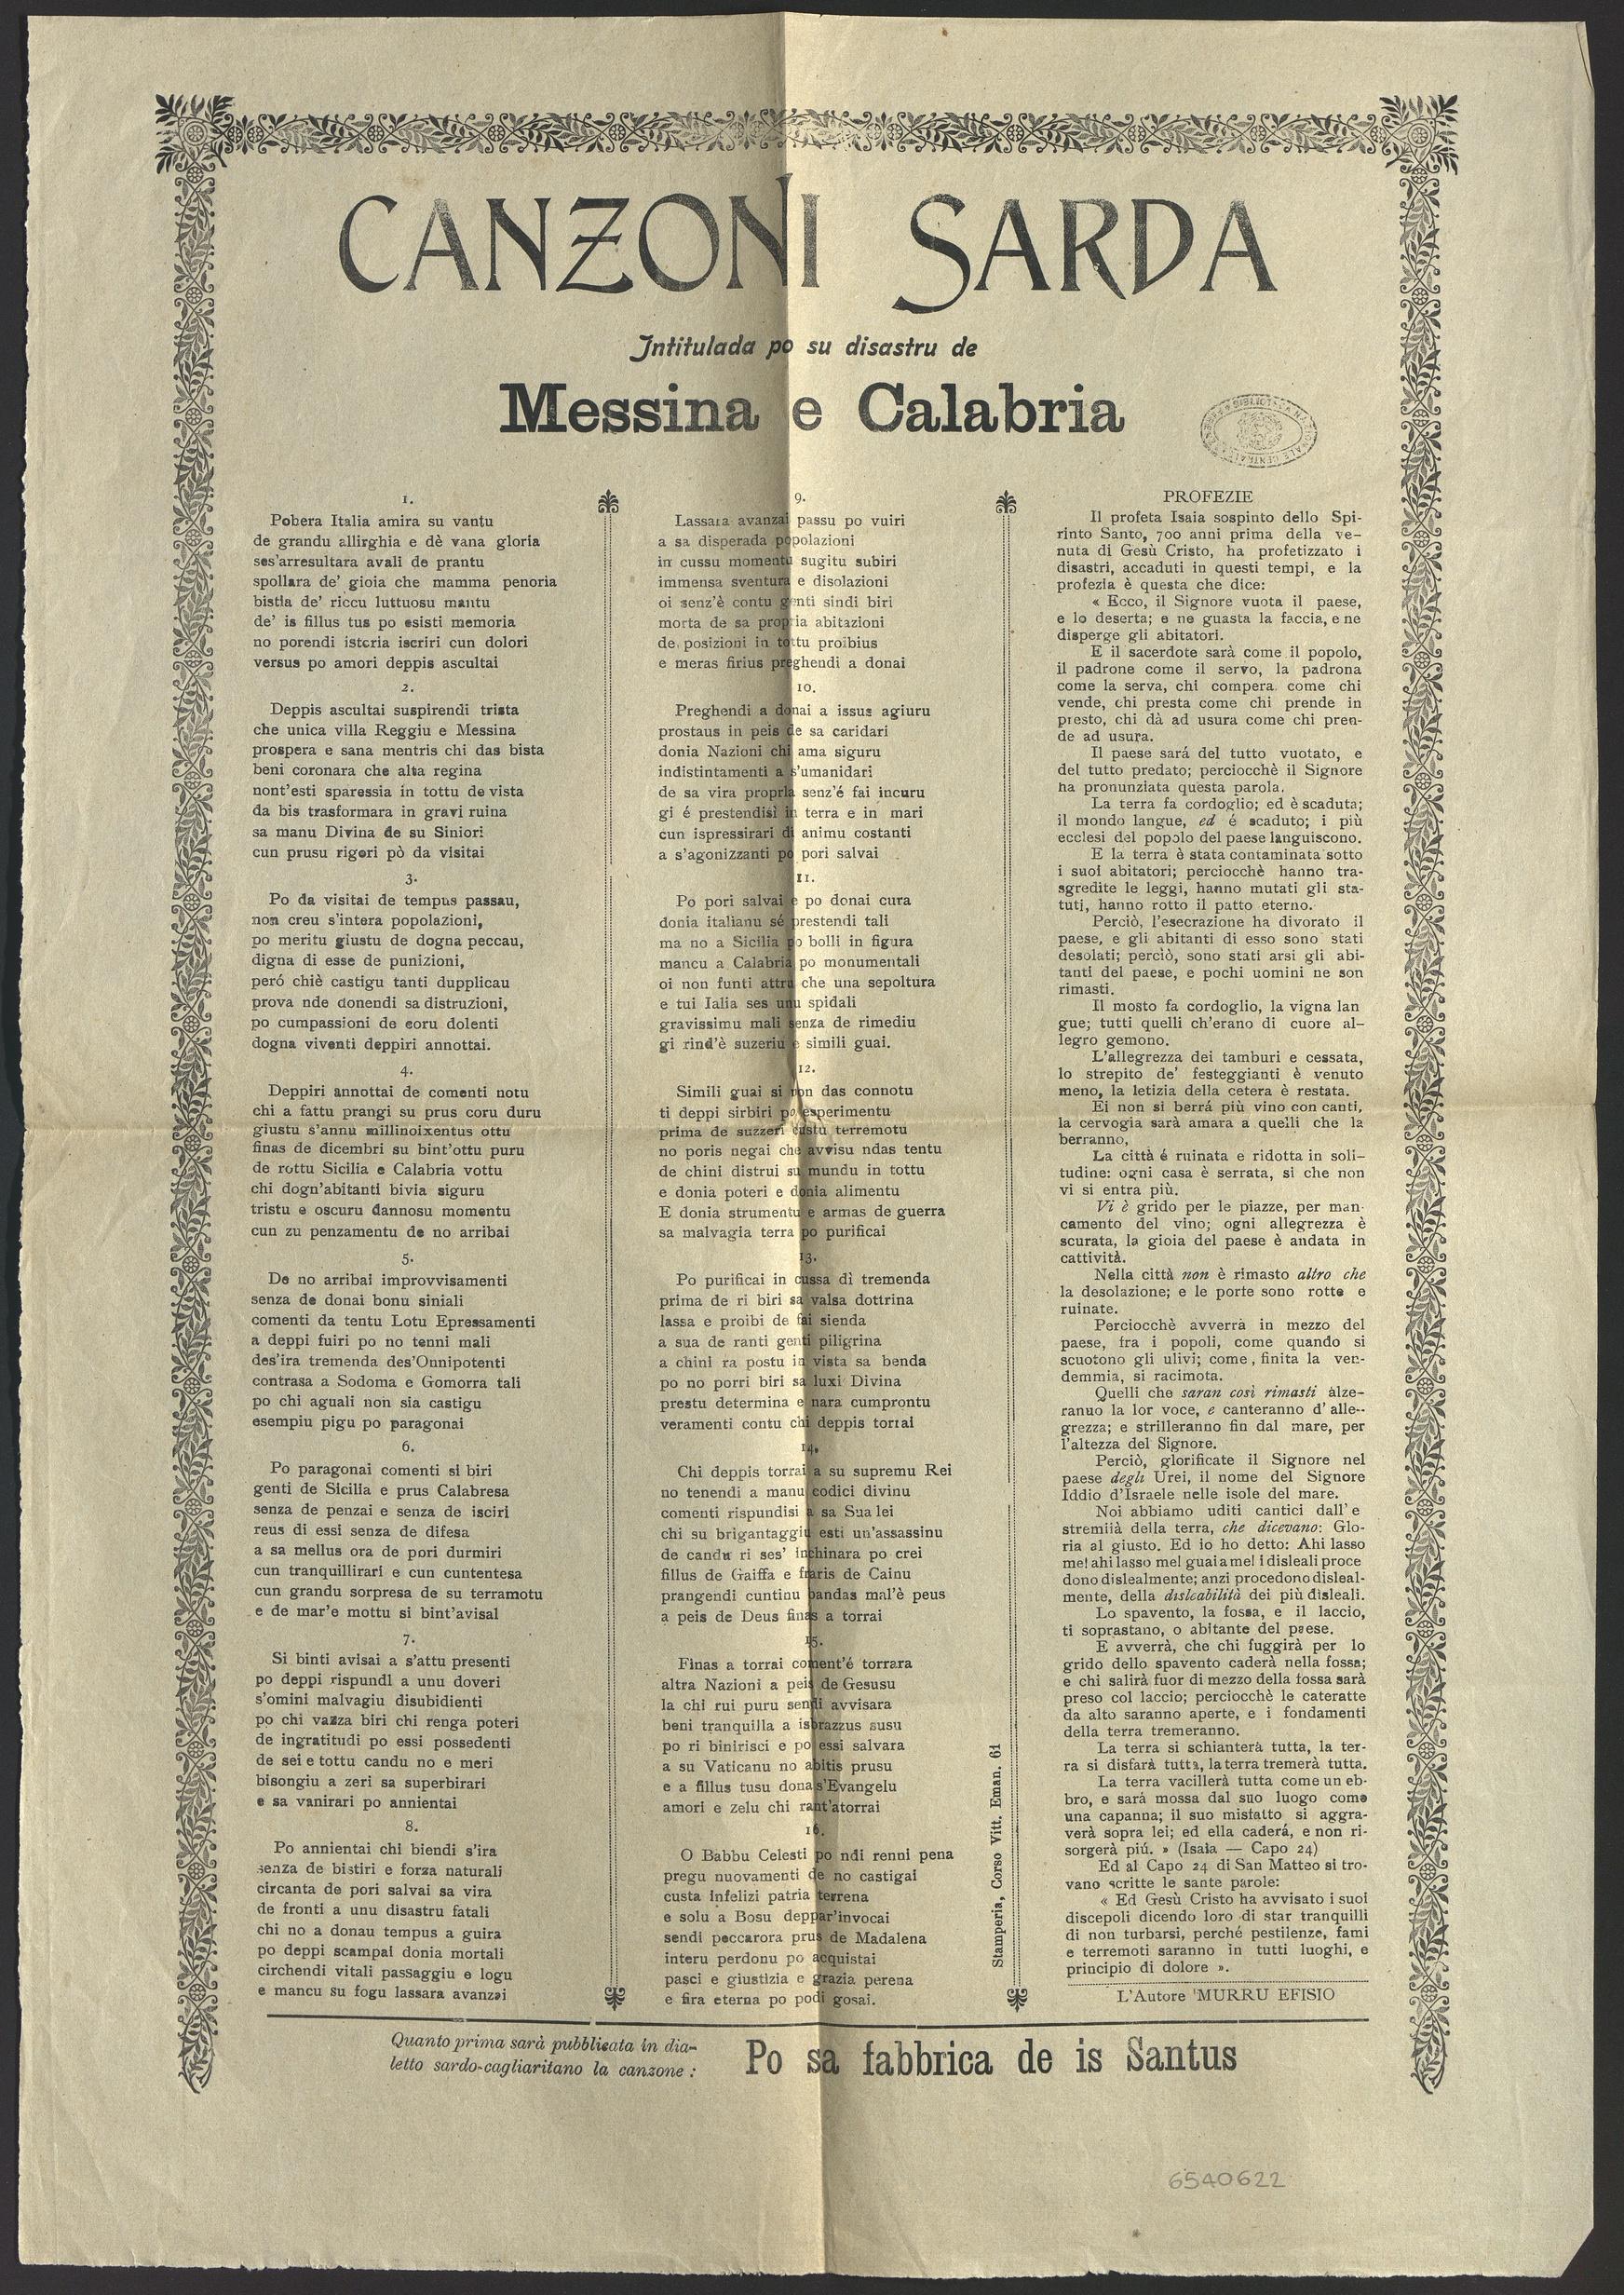 CANZONI SARDA
Intitulada po su disastru de
Messina e Calabria
1.
Pobera Italia amira su vantu
de grandu allirghia e dè vana gloria
ses'arresultara avali de prantu
spollara de' gioia che mamma penoria
bistia de' riccu luttuosu mantu
de' is fillus tus po esisti memoria
no porendi istoria iscriri cun dolori
versus po amori deppis ascultai
2.
Deppis ascultai suspirendi trista
che unica villa Reggiu e Messina
prospera e sana mentris chi das bista
beni coronara che alta regina
nont'esti sparessia in tottu de vista
da bis trasformara in gravi ruina
sa manu Divina de su Siniori
cun prusu rigori pò da visitai
3.
Po da visitai de tempus passau,
non creu s'intera popolazioni,
po meritu giustu de dogna peccau,
digna di esse de punizioni,
peró chiè castigu tanti dupplicau
prova nde donendi sa distruzioni,
po cumpassioni de coru dolenti
dogna viventi deppiri annottai.
4.
Deppiri annottai de comenti notu
chi a fattu prangi su prus coru duru
giustu s'annu millinoixentus ottu
finas de dicembri su bint'ottu puru
de rottu Sicilia e Calabria vottu
chi dogn'abitanti bivia siguru
tristu e oscuru dannosu momentu
cun zu penzamentu de no arribai
5.
De no arribai improvvisamenti
senza de donai bonu siniali
comenti da tentu Lotu Epressamenti
a deppi fuiri po no tenni mali
des'ira tremenda des'Onnipotenti
contrasa a Sodoma e Gomorra tali
po chi aguali non sia castigu
esempiu pigu po paragonai
6.
Po paragonai comenti si biri
genti de Sicilia e prus Calabresa
senza de penzai e senza de isciri
reus di essi senza de difesa
a sa mellus ora de pori durmiri
cun tranquillirari e cun cuntentesa
cun grandu sorpresa de su terramotu
e de mar'e mottu si bint'avisai
7.
Si binti avisai a s'attu presenti
po deppi rispundi a unu doveri
s'omini malvagiu disubidienti
po chi vazza biri chi renga poteri
de ingratitudi po essi possedenti
de sei e tottu candu no e meri
bisongiu a zeri sa superbirari
e sa vanirari po annientai
8.
Po annientai chi biendi s'ira
senza de bistiri e forza naturali
circanta de pori salvai sa vira
de fronti a unu disastru fatali
chi no a donau tempus a guira
po deppi scampai donia mortali
circhendi vitali passaggiu e logu
e mancu su fogu lassara avanzai
9.
Lassara avanzai passu po vuiri
a sa disperada popolazioni
in cussu momentu sugitu subiri
immensa sventura e disolazioni
oi senz'è contu genti sindi biri
morta de sa propria abitazioni
de posizioni in tottu proibius
e meras firius preghendi a donai
10.
Preghendi a donai a issus agiuru
prostaus in peis de sa caridari
donia Nazioni chi ama siguru
indistintamenti a s'umanidari
de sa vira propria senz'é fai incuru
gi é prestendisì in terra e in mari
cun ispressirari di animu costanti
a s'agonizzanti po pori salvai
11.
Po pori salvai e po donai cura
donia italianu sé prestendi tali
ma no a Sicilia po bolli in figura
mancu a Calabria po monumentali
oi non funti attru che una sepoltura
e tui Ialia ses unu spidali
gravissimu mali senza de rimediu
gi rind'è suzeriu e simili guai.
12.
Simili guai si non das connotu
ti deppi sirbiri po esperimentu
prima de suzzeri custu terremotu
no poris negai che avvisu ndas tentu
de chini distrui su mundu in tottu
e donia poteri e donia alimentu
E donia strumentu e armas de guerra
sa malvagia terra po purificai
13.
Po purificai in cussa dì tremenda
prima de ri biri sa valsa dottrina
lassa e proibi de fai sienda
a sua de ranti genti piligrina
a chini ra postu in vista sa benda
po no porri biri sa luxi Divina
prestu determina e nara cumprontu
veramenti contu chi deppis torrai
14.
Chi deppis torrai a su supremu Rei
no tenendi a manu codici divinu
comenti rispundisi a sa Sua lei
chi su brigantaggiu esti un'assassinu
de candu ri ses' inchinara po crei
fillus de Gaiffa e fraris de Cainu
prangendi cuntinu bandas mal'è peus
a peis de Deus finas a torrai
15.
Finas a torrai coment'é torrara
altra Nazioni a peis de Gesusu
la chi rui puru sendi avvisara
beni tranquilla a isbrazzus susu
po ri binirisci e po essi salvara
a su Vaticanu no abitis prusu
e a fillus tusu dona s'Evangelu
amori e zelu chi rant'atorrai
16.
O Babbu Celesti po ndi renni pena
pregu nuovamenti de no castigai
custa infelizi patria terrena
e solu a Bosu deppar'invocai
sendi peccarora prus de Madalena
interu perdonu po acquistai
pasci e giustizia e grazia perena
e fira eterna po podi gosai.
Stamperia, Corso Vitt. Eman. 61
PROFEZIE
Il profeta Isaia sospinto dello Spi-
rinto Santo, 700 anni prima della ve-
nuta di Gesù Cristo, ha profetizzato i
disastri, accaduti in questi tempi, e la
profezia è questa che dice:
« Ecco, il Signore vuota il paese,
e lo deserta; e ne guasta la faccia, e ne
disperge gli abitatori.
E il sacerdote sarà come il popolo,
il padrone come il servo, la padrona
come la serva, chi compera come chi
vende, chi presta come chi prende in
presto, chi dà ad usura come chi pren-
de ad usura.
Il paese sará del tutto vuotato, e
del tutto predato; perciocchè il Signore
ha pronunziata questa parola.
La terra fa cordoglio; ed è scaduta;
il mondo langue, ed é scaduto; i più
ecclesi del popolo del paese languiscono.
E la terra è stata contaminata sotto
i suoi abitatori; perciocchè hanno tra-
sgredite le leggi, hanno mutati gli sta-
tuti, hanno rotto il patto eterno.
Perciò, l'esecrazione ha divorato il
paese, e gli abitanti di esso sono stati
desolati; perciò, sono stati arsi gli abi-
tanti del paese, e pochi uomini ne son
rimasti.
Il mosto fa cordoglio, la vigna lan
gue; tutti quelli ch'erano di cuore al-
legro gemono.
L'allegrezza dei tamburi e cessata,
lo strepito de' festeggianti è venuto
meno, la letizia della cetera è restata.
Ei non si berrá più vino con canti,
la cervogia sarà amara a quelli che la
berranno,
La città é ruinata e ridotta in soli-
tudine: ogni casa è serrata, si che non
vi si entra più.
Vi è grido per le piazze, per man-
camento del vino; ogni allegrezza è
scurata, la gioia del paese è andata in
cattività.
Nella città non è rimasto altro che
la desolazione; e le porte sono rotte e
ruinate.
Perciocchè avverrà in mezzo del
paese, fra i popoli, come quando si
scuotono gli ulivi; come, finita la ven-
demmia, si racimota.
Quelli che saran così rimasti alze-
ranuo la lor voce, e canteranno d' alle-
grezza; e strilleranno fin dal mare, per
l'altezza del Signore.
Perciò, glorificate il Signore nel
paese degli Urei, il nome del Signore
Iddio d'Israele nelle isole del mare.
Noi abbiamo uditi cantici dall' e
stremiià della terra, che dicevano: Glo-
ria al giusto. Ed io ho detto: Ahi lasso
me! ahi lasso me! guai a me! i disleali proce
dono dislealmente; anzi procedono disleal-
mente, della disleabilità dei più disleali.
Lo spavento, la fossa, e il laccio,
ti soprastano, o abitante del paese.
E avverrà, che chi fuggirà per lo
grido dello spavento caderà nella fossa;
e chi salirà fuor di mezzo della fossa sarà
preso col laccio; perciocchè le cateratte
da alto saranno aperte, e i fondamenti
della terra tremeranno.
La terra si schianterà tutta, la ter-
ra si disfarà tutta, la terra tremerà tutta.
La terra vacillerà tutta come un eb-
bro, e sará mossa dal suo luogo come
una capanna; il suo misfatto si aggra-
verà sopra lei; ed ella caderá, e non ri-
sorgerà piú. » (Isaia — Capo 24)
Ed al Capo 24 di San Matteo si tro-
vano scritte le sante parole:
« Ed Gesù Cristo ha avvisato i suoi
discepoli dicendo loro di star tranquilli
di non turbarsi, perché pestilenze, fami
e terremoti saranno in tutti luoghi, e
principio di dolore ».
L'Autore MURRU EFISIO
Quanto prima sarà pubblicata in dia-
letto sardo-cagliaritano la canzone :
Po sa fabbrica de is Santus
6540622